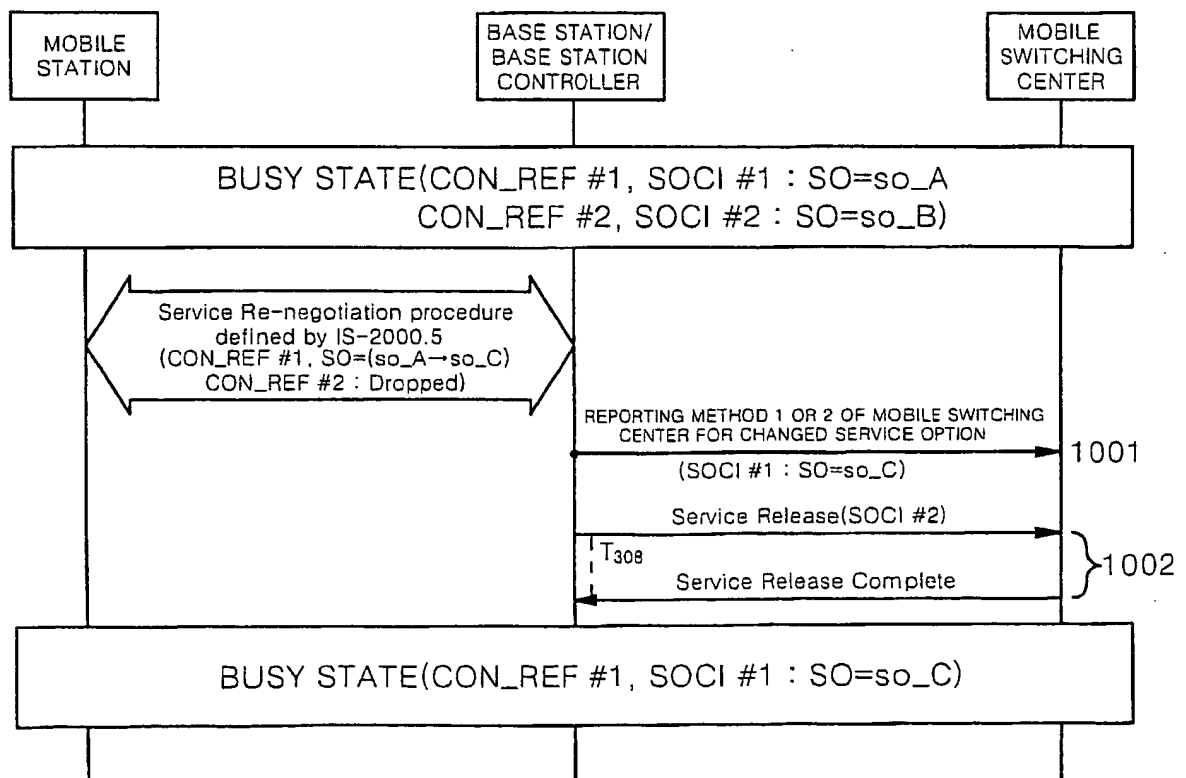 MOBILE
STATION
BASE STATION/
BASE STATION
CONTROLLER
MOBILE
SWITCHING
CENTER
BUSY STATE(CON_REF #1, SOCI #1 : SO=so_A
CON_REF #2, SOCI #2 : SO=so_B)
Service Re-negotiation procedure
defined by IS-2000.5
(CON_REF #1, SO=(so_A→so_C)
CON_REF #2 : Dropped)
REPORTING METHOD 1 OR 2 OF MOBILE SWITCHING
CENTER FOR CHANGED SERVICE OPTION
1001
(SOCI #1 : SO=so_C)
Service Release(SOCI #2)
T308
1002
Service Release Complete
BUSY STATE(CON_REF #1, SOCI #1 : SO=so_C)